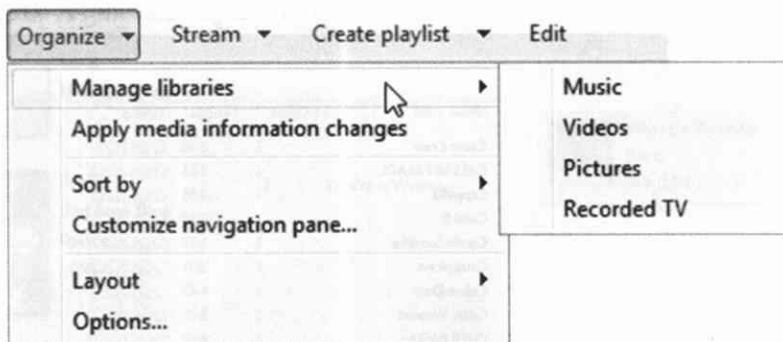 Organize Stream Create playlist Edit
Manage libraries
Apply media information changes
Sort by
Customize navigation pane...
Layout
Options...
Music
Videos
Pictures
Recorded TV